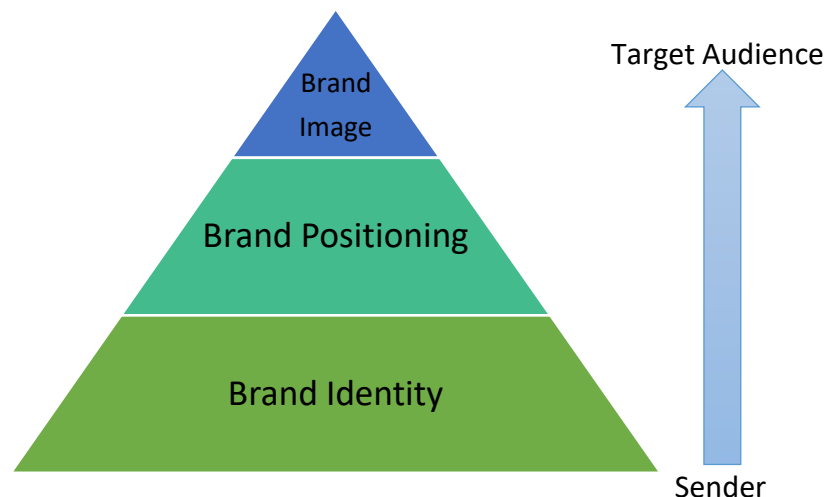 Target Audience
Brand
Image
Brand Positioning
Brand Identity
Sender